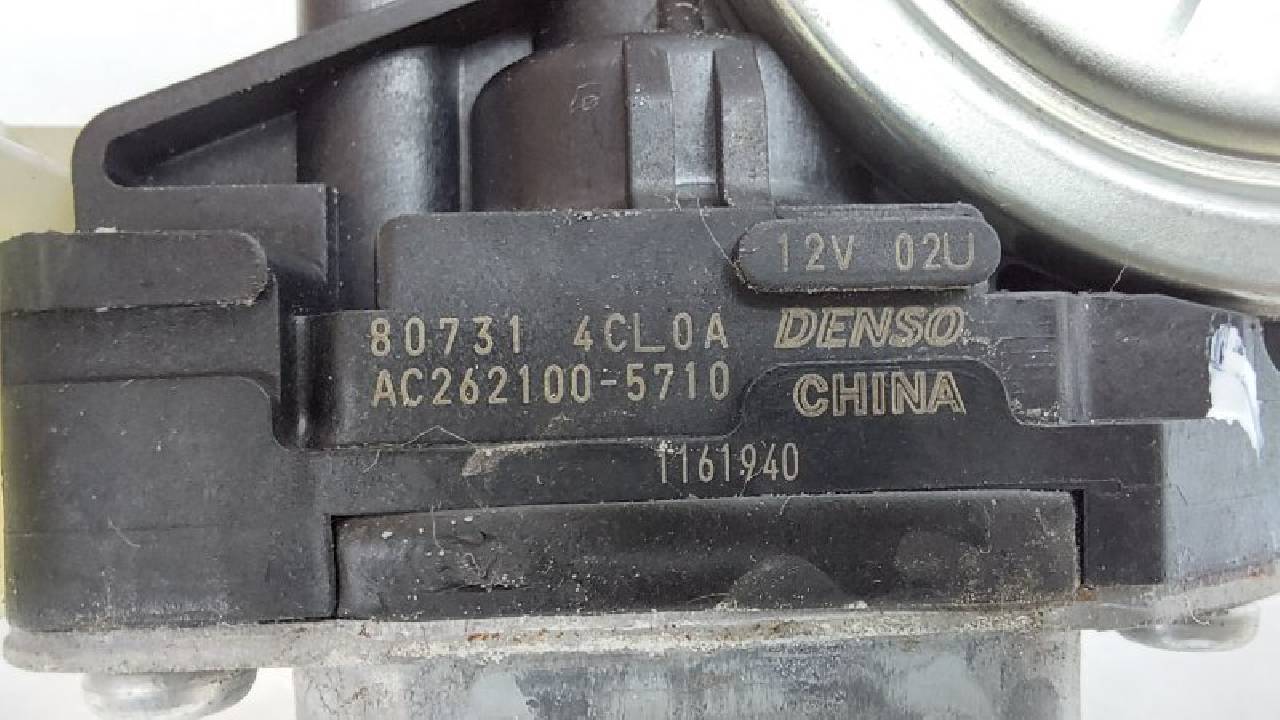 12V 02U
80731 4CL0A DENSO
AC262100-5710 CHINA
1161940